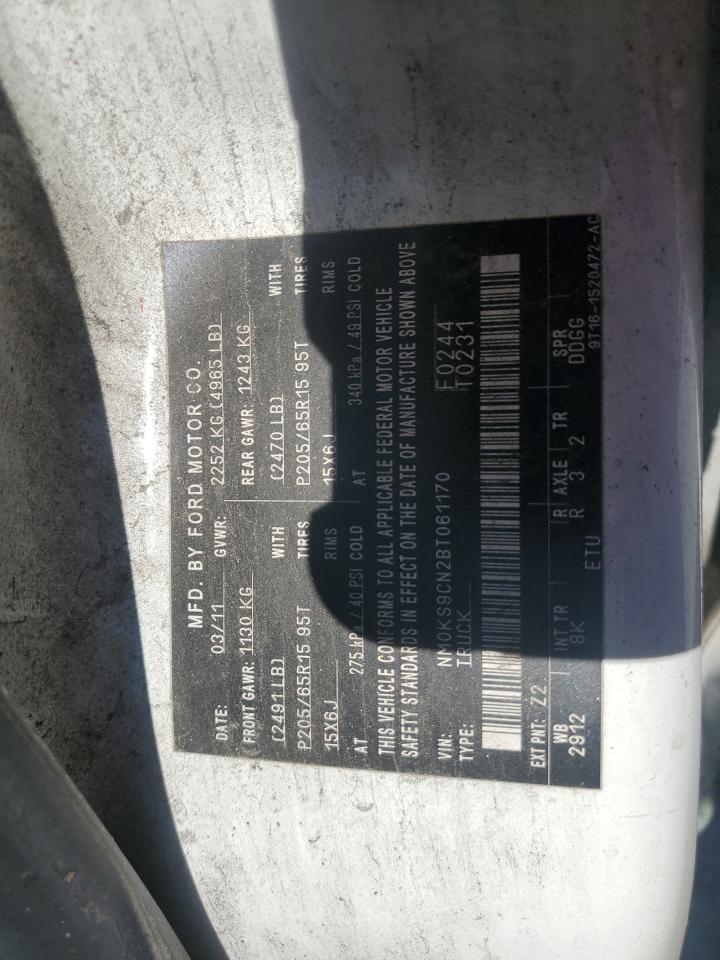 MFD. BY FORD MOTOR CO.
DATE: 03/11 GVWR: 2252 KG (4965 LB)
FRONT GAWR: 1130 KG REAR GAWR: 1243 KG
(2491 LB) WITH (2470 LB) WITH
P205/65R15 95T TIRES P205/65R15 95T TIRES
15X6J RIMS 15X6J RIMS
AT 275 kPa / 40 PSI COLD AT 340 kPa / 49 PSI COLD
THIS VEHICLE CONFORMS TO ALL APPLICABLE FEDERAL MOTOR VEHICLE
SAFETY STANDARDS IN EFFECT ON THE DATE OF MANUFACTURE SHOWN ABOVE
VIN: NM0KS9CN2BT061170 F0244
TYPE: TRUCK T0231
EXT PNT: Z2
WB INT TR R AXLE TR SPR
2912 8K R 3 2 DDGG
ETU 9T16-1520472-AC